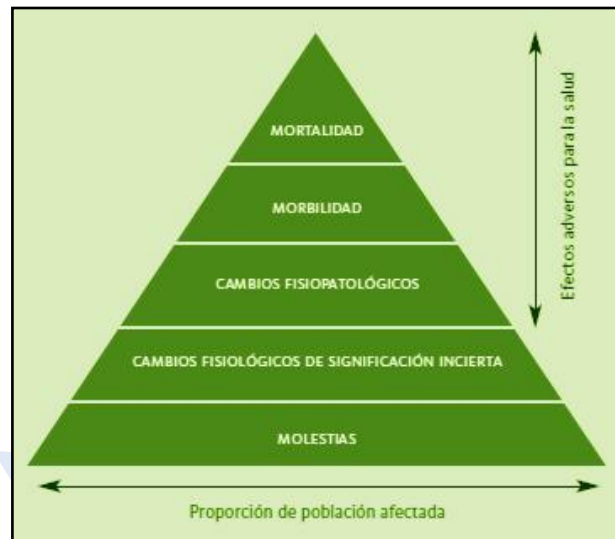 MORTALIDAD
MORBILIDAD
CAMBIOS FISIOPATOLÓGICOS
CAMBIOS FISIOLÓGICOS DE SIGNIFICACIÓN INCIERTA
MOLESTIAS
Efectos adversos para la salud
Proporción de población afectada